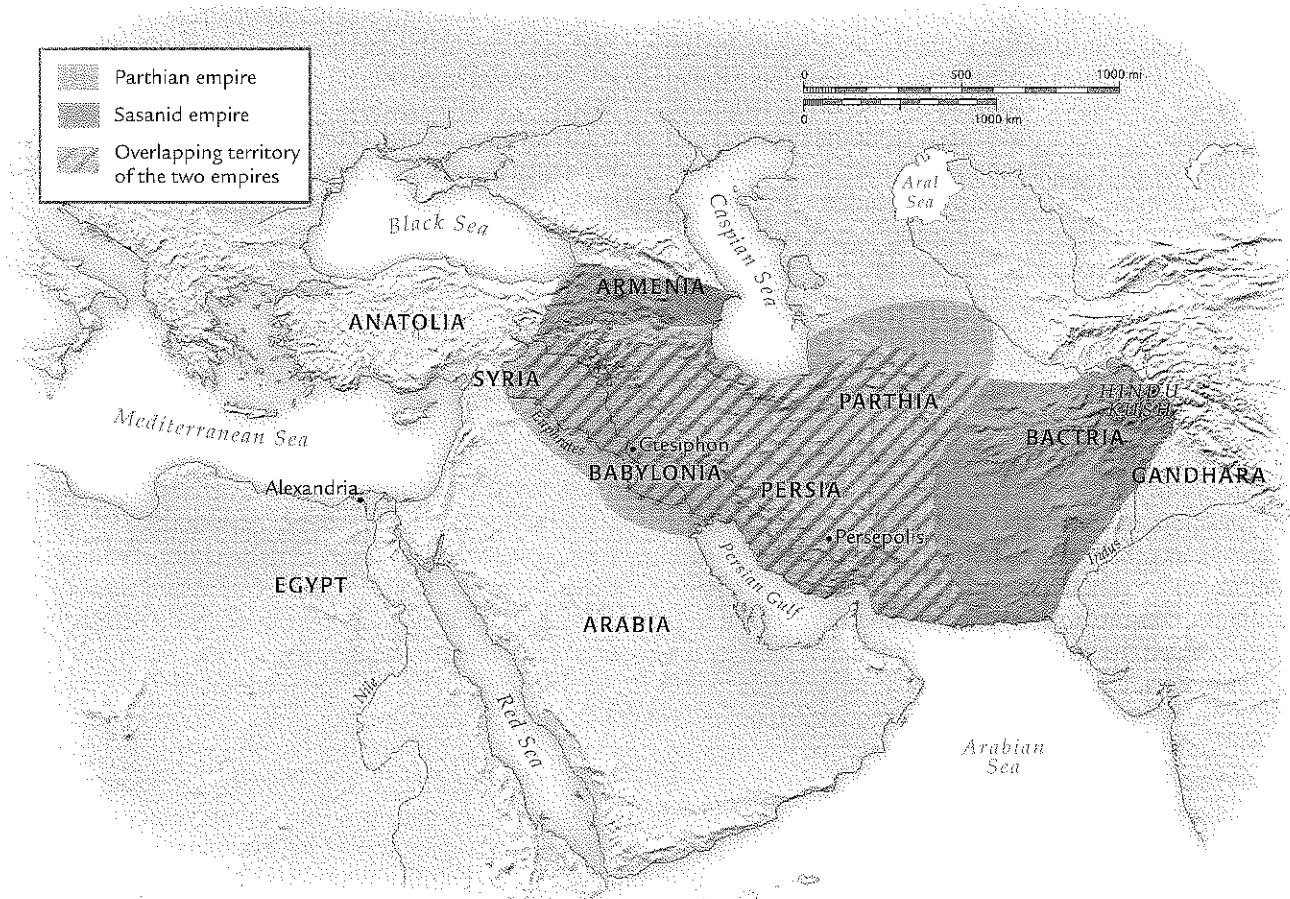 Parthian empire
Sasanid empire
Overlapping territory
of the two empires
0 500 1000 mi
0 1000 km
Aral
Sea
Black Sea
Caspian Sea
ARMENIA
ANATOLIA
SYRIA
PARTHIA
HINDU
KUSH
Mediterranean Sea
Euphrates
Ctesiphon
BACTRIA
BABYLONIA
GANDHARA
Alexandria
PERSIA
Persepolis
Indus
EGYPT
Persian Gulf
ARABIA
Nile
Red Sea
Arabian
Sea